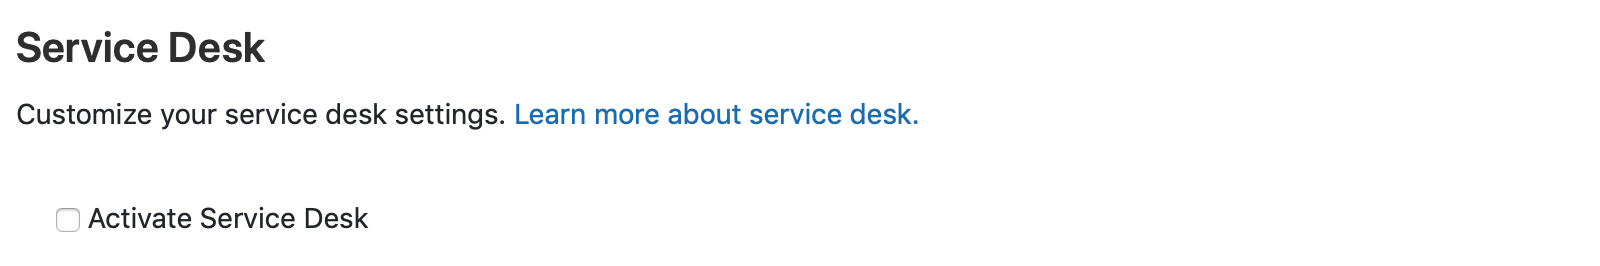 Service Desk
Customize your service desk settings. Learn more about service desk.
Activate Service Desk